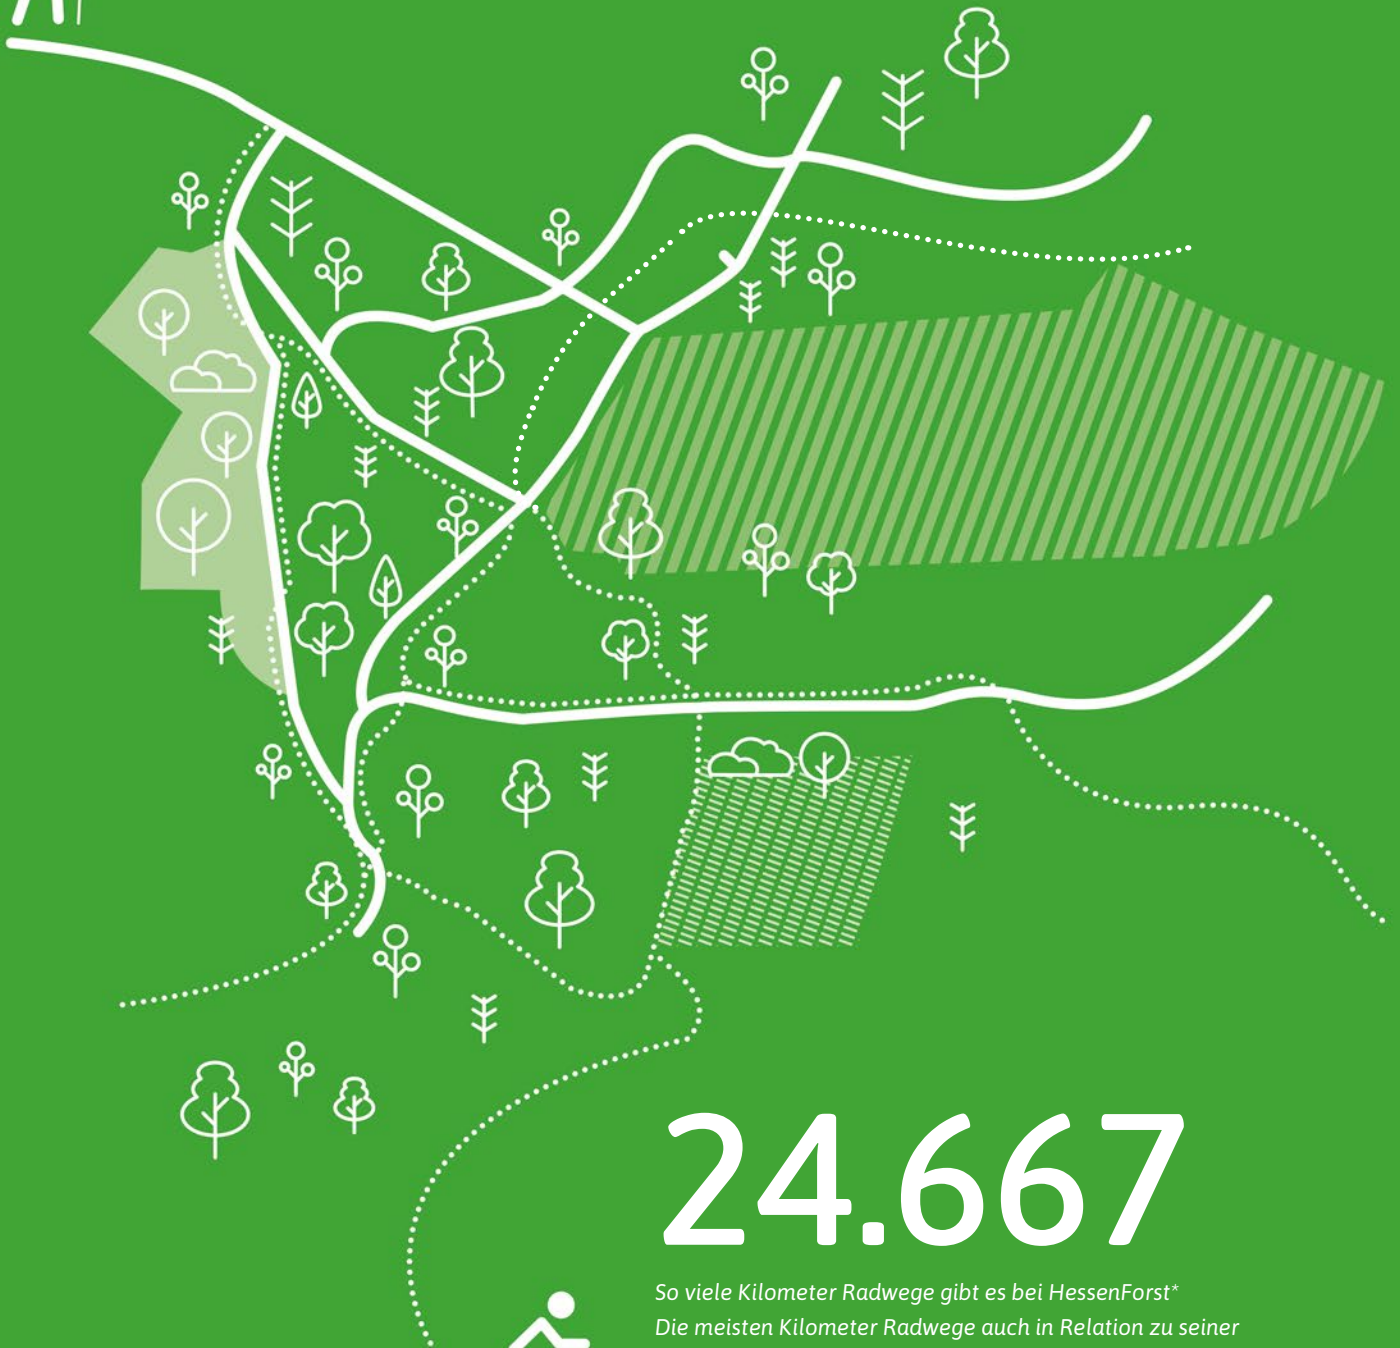 24.667
So viele Kilometer Radwege gibt es bei HessenForst*
Die meisten Kilometer Radwege auch in Relation zu seiner